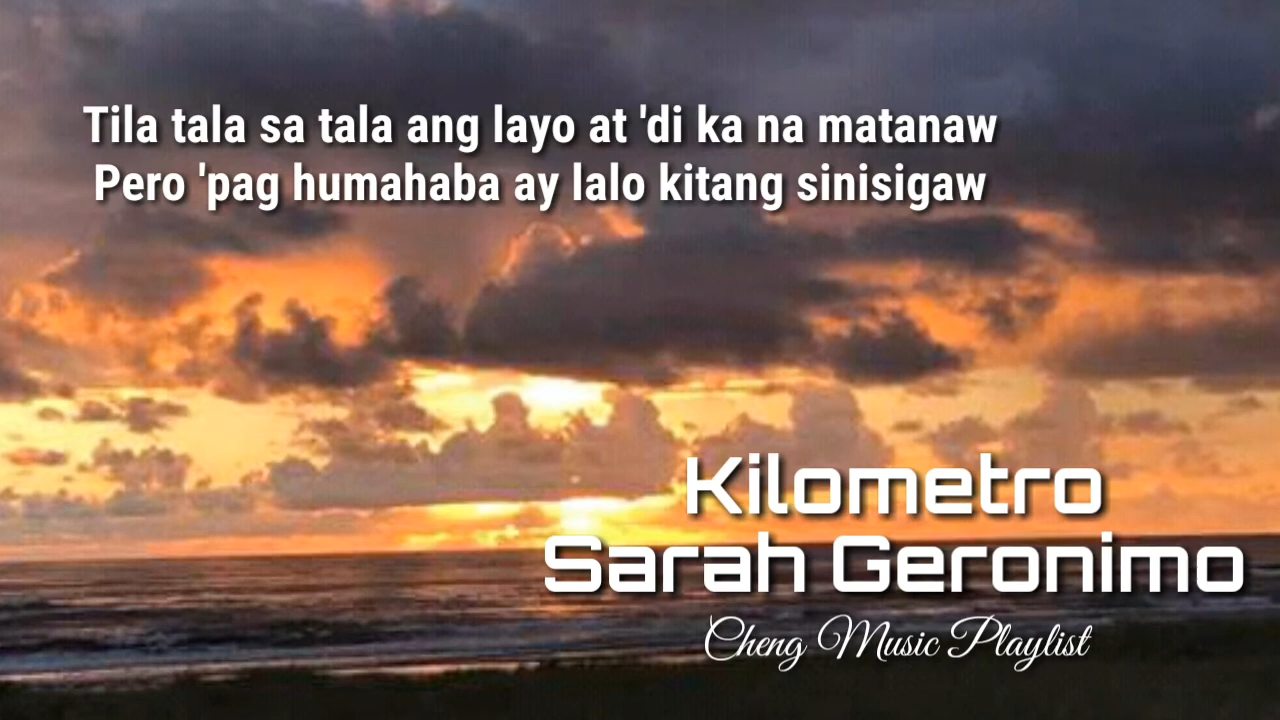 Tila tala sa tala ang layo at 'di ka na matanaw
Pero 'pag humahaba ay lalo kitang sinisigaw
Kilometro
Sarah Geronimo
Cheng Music Playlist